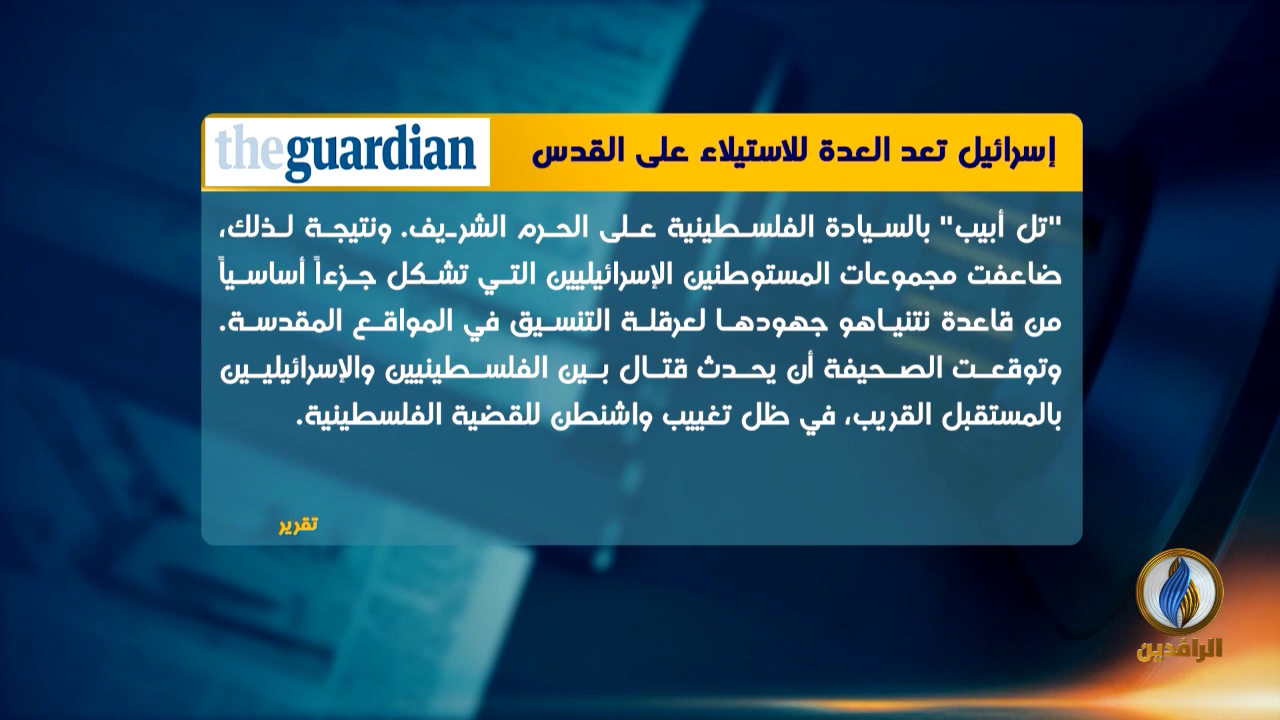 theguardian
إسرائيل تعد العدة للاستيلاء على القدس
"تل أبيب" بالسيادة الفلسطينية على الحرم الشريف. ونتيجة لذلك،
ضاعفت مجموعات المستوطنين الإسرائيليين التي تشكل جزءاً أساسياً
من قاعدة نتنياهو جهودها لعرقلة التنسيق في المواقع المقدسة.
وتوقعت الصحيفة أن يحدث قتال بين الفلسطينيين والإسرائيليين
بالمستقبل القريب، في ظل تغييب واشنطن للقضية الفلسطينية.
تقرير
الرافدين